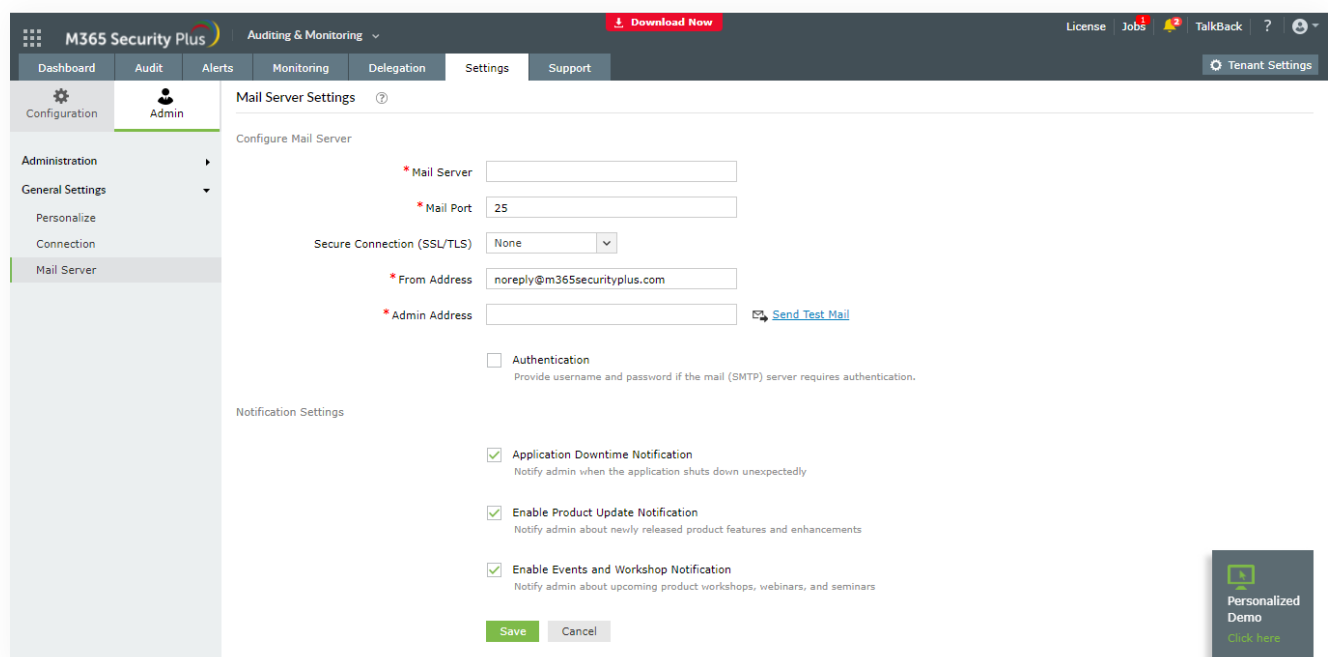 Download Now
M365 Security Plus
Auditing & Monitoring
License Jobs 1 2 TalkBack ?
Dashboard Audit Alerts Monitoring Delegation Settings Support
Tenant Settings
Configuration Admin
Mail Server Settings ?
Configure Mail Server
Administration
General Settings
Personalize
Connection
Mail Server
* Mail Server
* Mail Port 25
Secure Connection (SSL/TLS) None
* From Address noreply@m365securityplus.com
* Admin Address Send Test Mail
Authentication
Provide username and password if the mail (SMTP) server requires authentication.
Notification Settings
Application Downtime Notification
Notify admin when the application shuts down unexpectedly
Enable Product Update Notification
Notify admin about newly released product features and enhancements
Enable Events and Workshop Notification
Notify admin about upcoming product workshops, webinars, and seminars
Save Cancel
Personalized
Demo
Click here